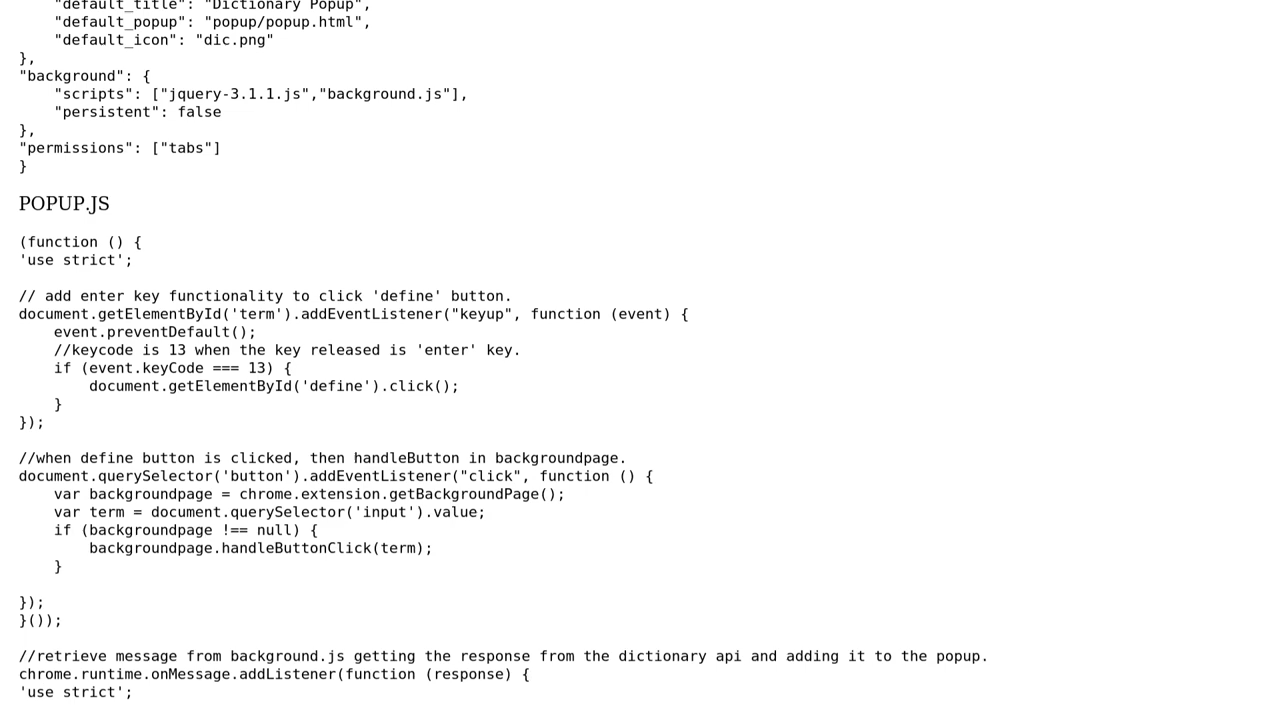 "default_title": "Dictionary Popup",
"default_popup": "popup/popup.html",
"default_icon": "dic.png"
},
"background": {
"scripts": ["jquery-3.1.1.js","background.js"],
"persistent": false
},
"permissions": ["tabs"]
}
POPUP.JS
(function () {
'use strict';
// add enter key functionality to click 'define' button.
document.getElementById('term').addEventListener("keyup", function (event) {
event.preventDefault();
//keycode is 13 when the key released is 'enter' key.
if (event.keyCode === 13) {
document.getElementById('define').click();
}
});
//when define button is clicked, then handleButton in backgroundpage.
document.querySelector('button').addEventListener("click", function () {
var backgroundpage = chrome.extension.getBackgroundPage();
var term = document.querySelector('input').value;
if (backgroundpage !== null) {
backgroundpage.handleButtonClick(term);
}
});
}());
//retrieve message from background.js getting the response from the dictionary api and adding it to the popup.
chrome.runtime.onMessage.addListener(function (response) {
'use strict';